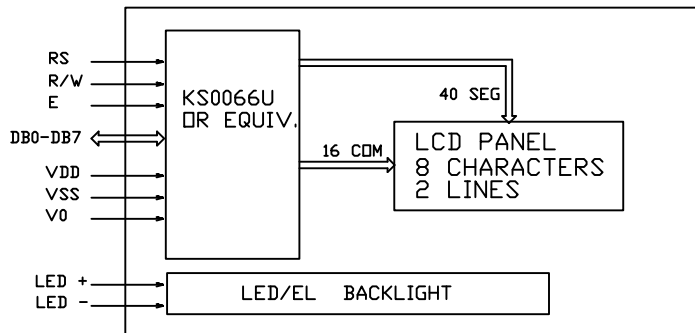 RS
R/W
E
DB0-DB7
VDD
VSS
V0
LED +
LED -
KS0066U
OR EQUIV.
40 SEG
16 COM
LCD PANEL
8 CHARACTERS
2 LINES
LED/EL BACKLIGHT